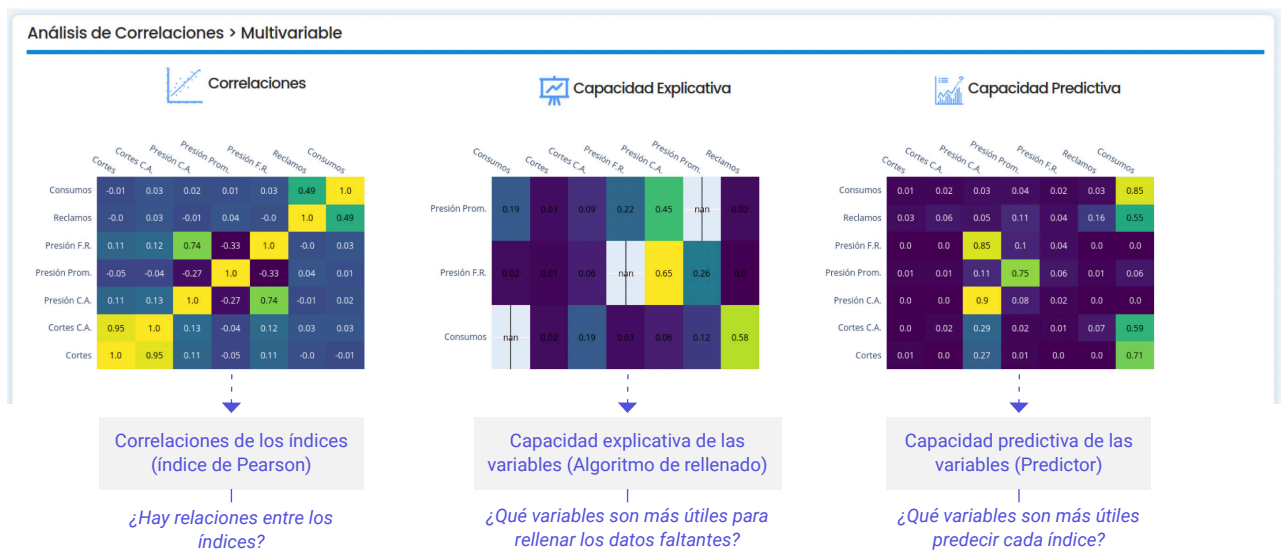 Análisis de Correlaciones > Multivariable
Correlaciones
Cortes
Cortes C.A.
Presión C.A.
Presión Prom.
Presión F.R.
Reclamos
Consumos
Consumos -0.01 0.03 0.02 0.01 0.03 0.49 1.0
Reclamos -0.0 0.03 -0.01 0.04 -0.0 1.0 0.49
Presión F.R. 0.11 0.12 0.74 -0.33 1.0 -0.0 0.03
Presión Prom. -0.05 -0.04 -0.27 1.0 -0.33 0.04 0.01
Presión C.A. 0.11 0.13 1.0 -0.27 0.74 -0.01 0.02
Cortes C.A. 0.95 1.0 0.13 -0.04 0.12 0.03 0.03
Cortes 1.0 0.95 0.11 -0.05 0.11 -0.0 -0.01
Correlaciones de los índices
(índice de Pearson)
¿Hay relaciones entre los
índices?
Capacidad Explicativa
Consumos
Cortes
Cortes C.A.
Presión F.R.
Presión C.A.
Presión Prom.
Reclamos
Presión Prom. 0.19 0.03 0.09 0.22 0.45 nan 0.02
Presión F.R. 0.02 0.01 0.06 nan 0.65 0.26 0.0
Consumos nan 0.02 0.19 0.03 0.06 0.12 0.58
Capacidad explicativa de las
variables (Algoritmo de rellenado)
¿Qué variables son más útiles para
rellenar los datos faltantes?
Capacidad Predictiva
Cortes
Cortes C.A.
Presión C.A.
Presión Prom.
Presión F.R.
Reclamos
Consumos
Consumos 0.01 0.02 0.03 0.04 0.02 0.03 0.85
Reclamos 0.03 0.06 0.05 0.11 0.04 0.16 0.55
Presión F.R. 0.0 0.0 0.85 0.1 0.04 0.0 0.0
Presión Prom. 0.01 0.01 0.11 0.75 0.06 0.01 0.06
Presión C.A. 0.0 0.0 0.9 0.08 0.02 0.0 0.0
Cortes C.A. 0.0 0.02 0.29 0.02 0.01 0.07 0.59
Cortes 0.01 0.0 0.27 0.01 0.0 0.0 0.71
Capacidad predictiva de las
variables (Predictor)
¿Qué variables son más útiles
predecir cada índice?